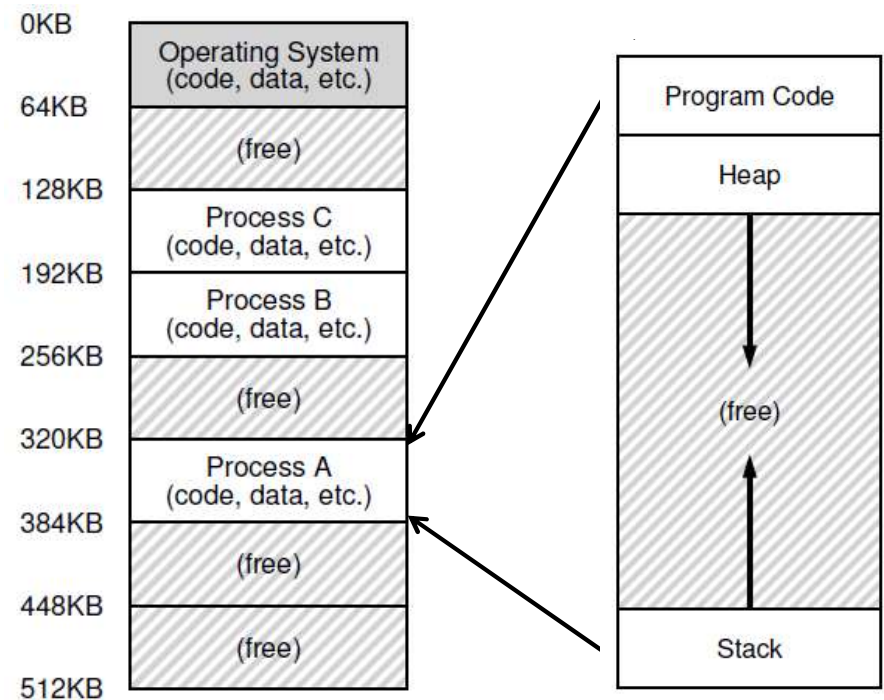 0KB
Operating System
(code, data, etc.)
64KB
(free)
128KB
Process C
(code, data, etc.)
192KB
Process B
(code, data, etc.)
256KB
(free)
320KB
Process A
(code, data, etc.)
384KB
(free)
448KB
(free)
512KB
Program Code
Heap
(free)
Stack